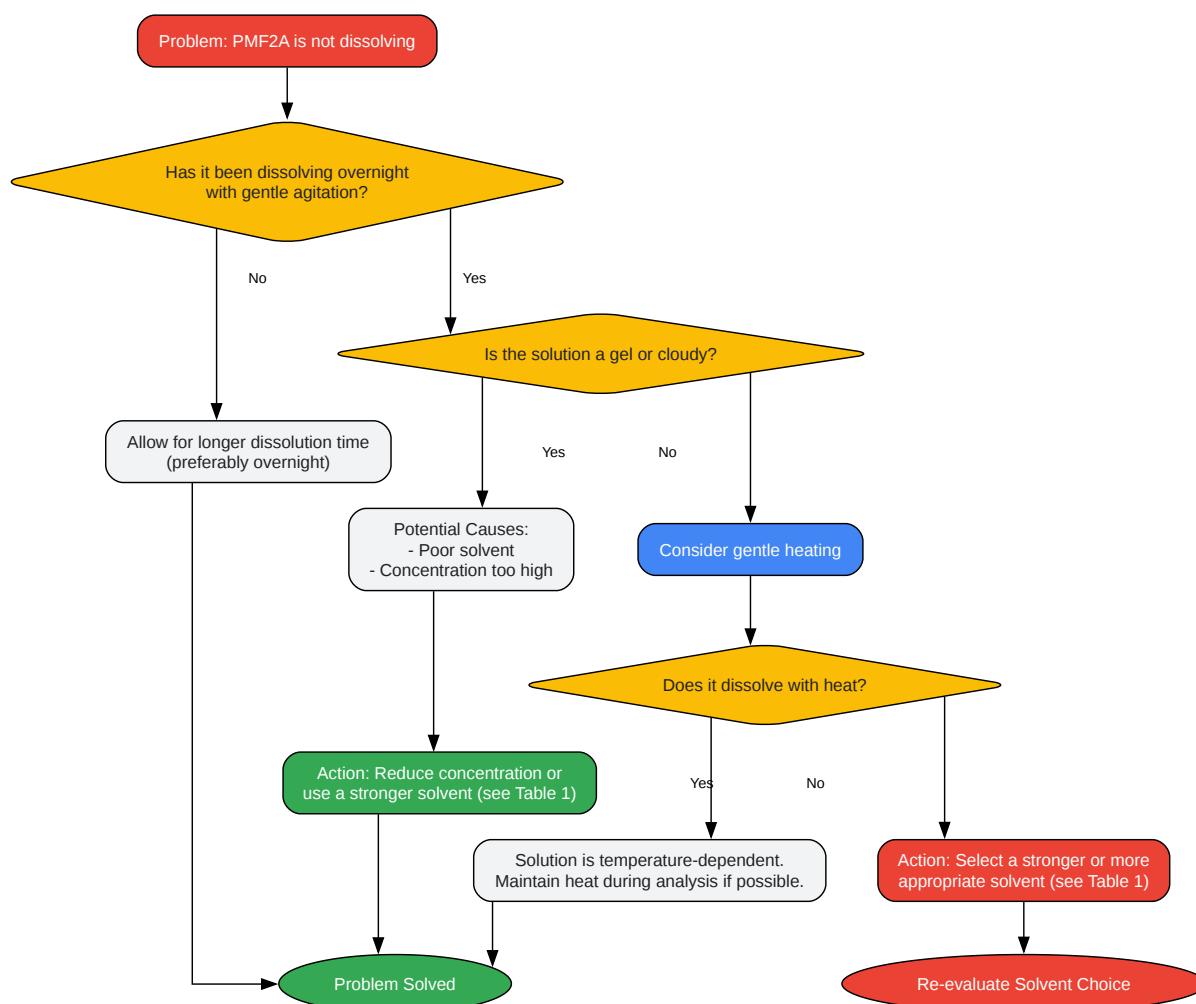 Problem: PMF2A is not dissolving
Has it been dissolving overnight
with gentle agitation?
No
Yes
Is the solution a gel or cloudy?
Allow for longer dissolution time
(preferably overnight)
Yes
No
Potential Causes:
- Poor solvent
- Concentration too high
Consider gentle heating
Does it dissolve with heat?
Action: Reduce concentration or
use a stronger solvent (see Table 1)
Yes
No
Solution is temperature-dependent.
Maintain heat during analysis if possible.
Action: Select a stronger or more
appropriate solvent (see Table 1)
Problem Solved
Re-evaluate Solvent Choice